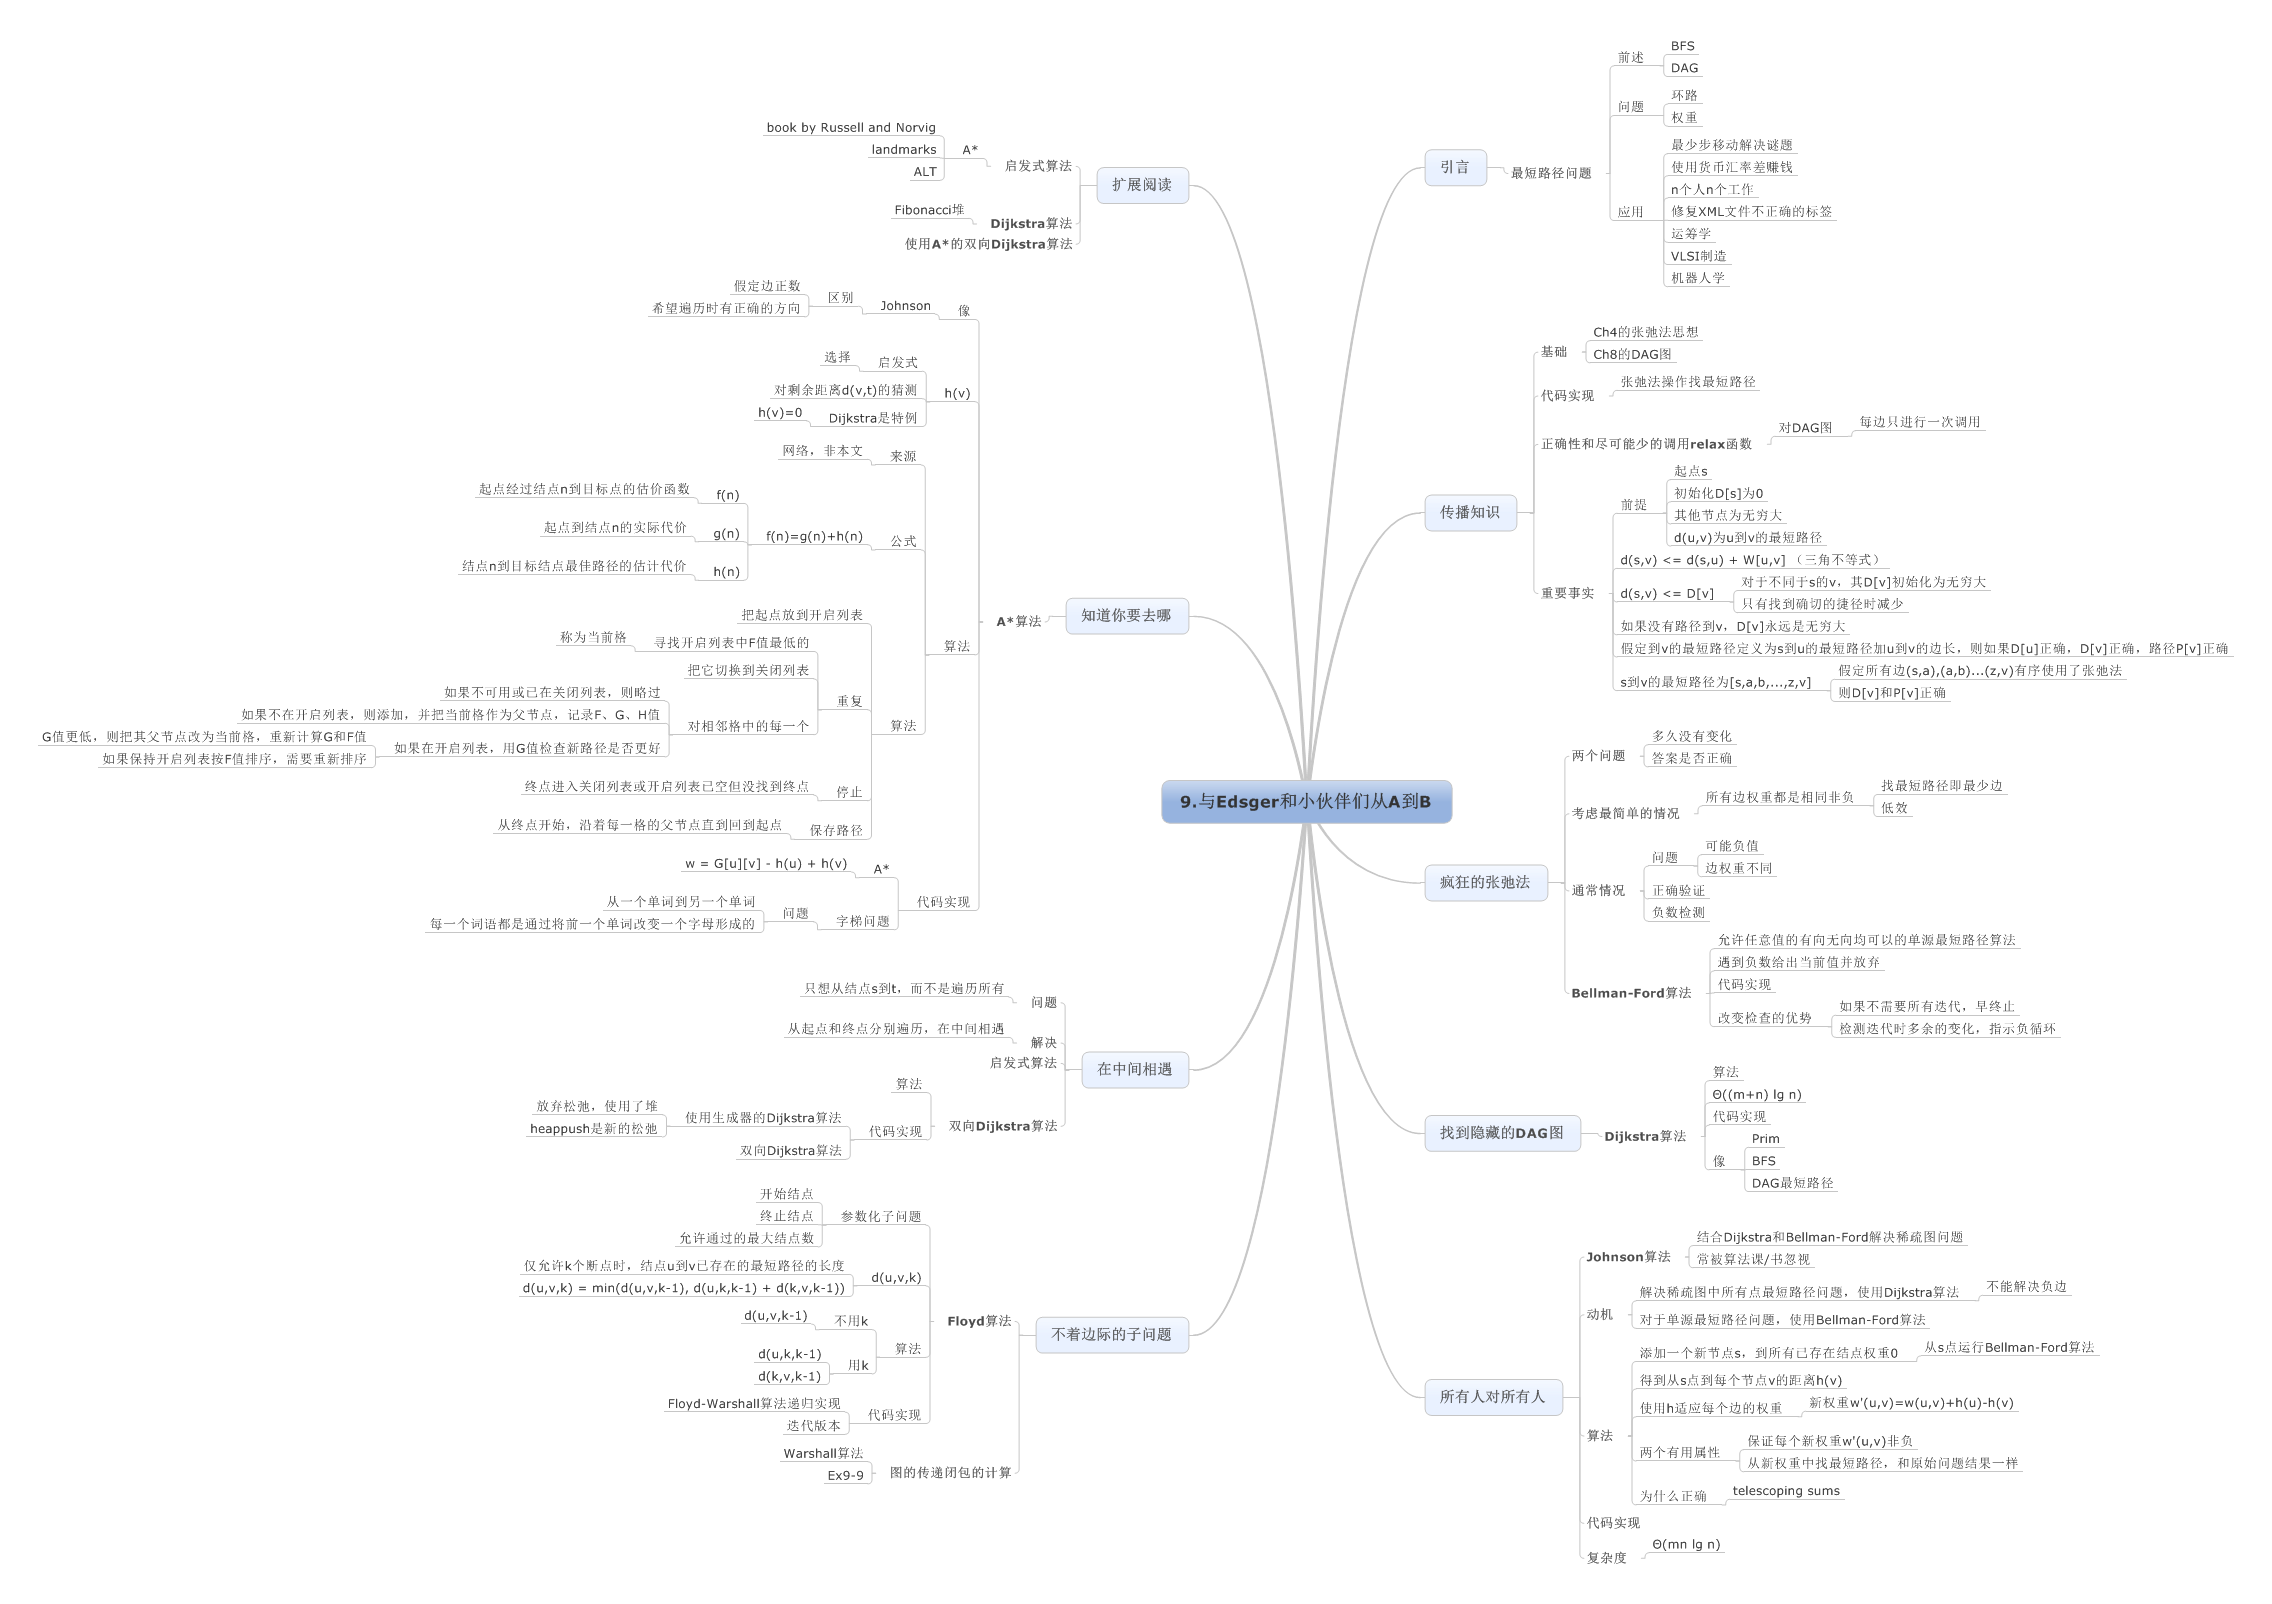 9.与Edsger和小伙伴们从A到B
引言
最短路径问题
前述
BFS
DAG
问题
环路
权重
应用
最少步移动解决谜题
使用货币汇率差赚钱
n个人n个工作
修复XML文件不正确的标签
运筹学
VLSI制造
机器人学
传播知识
基础
Ch4的张弛法思想
Ch8的DAG图
代码实现
张弛法操作找最短路径
正确性和尽可能少的调用relax函数
对DAG图
每边只进行一次调用
重要事实
前提
起点s
初始化D[s]为0
其他节点为无穷大
d(u,v)为u到v的最短路径
d(s,v) <= d(s,u) + W[u,v] （三角不等式）
d(s,v) <= D[v]
对于不同于s的v，其D[v]初始化为无穷大
只有找到确切的捷径时减少
如果没有路径到v，D[v]永远是无穷大
假定到v的最短路径定义为s到u的最短路径加u到v的边长，则如果D[u]正确，D[v]正确，路径P[v]正确
s到v的最短路径为[s,a,b,...,z,v]
假定所有边(s,a),(a,b)...(z,v)有序使用了张弛法
则D[v]和P[v]正确
疯狂的张弛法
两个问题
多久没有变化
答案是否正确
考虑最简单的情况
所有边权重都是相同非负
找最短路径即最少边
低效
通常情况
问题
可能负值
边权重不同
正确验证
负数检测
Bellman-Ford算法
允许任意值的有向无向均可以的单源最短路径算法
遇到负数给出当前值并放弃
代码实现
改变检查的优势
如果不需要所有迭代，早终止
检测迭代时多余的变化，指示负循环
找到隐藏的DAG图
Dijkstra算法
算法
Θ((m+n) lg n)
代码实现
像
Prim
BFS
DAG最短路径
所有人对所有人
Johnson算法
结合Dijkstra和Bellman-Ford解决稀疏图问题
常被算法课/书忽视
动机
解决稀疏图中所有点最短路径问题，使用Dijkstra算法
不能解决负边
对于单源最短路径问题，使用Bellman-Ford算法
算法
添加一个新节点s，到所有已存在结点权重0
从s点运行Bellman-Ford算法
得到从s点到每个节点v的距离h(v)
使用h适应每个边的权重
新权重w'(u,v)=w(u,v)+h(u)-h(v)
两个有用属性
保证每个新权重w'(u,v)非负
从新权重中找最短路径，和原始问题结果一样
为什么正确
telescoping sums
代码实现
复杂度
Θ(mn lg n)
扩展阅读
启发式算法
A*
book by Russell and Norvig
landmarks
ALT
Dijkstra算法
Fibonacci堆
使用A*的双向Dijkstra算法
知道你要去哪
A*算法
像
Johnson
区别
假定边正数
希望遍历时有正确的方向
h(v)
启发式
选择
对剩余距离d(v,t)的猜测
Dijkstra是特例
h(v)=0
算法
来源
网络，非本文
公式
f(n)=g(n)+h(n)
f(n)
起点经过结点n到目标点的估价函数
g(n)
起点到结点n的实际代价
h(n)
结点n到目标结点最佳路径的估计代价
算法
把起点放到开启列表
重复
寻找开启列表中F值最低的
称为当前格
把它切换到关闭列表
对相邻格中的每一个
如果不可用或已在关闭列表，则略过
如果不在开启列表，则添加，并把当前格作为父节点，记录F、G、H值
如果在开启列表，用G值检查新路径是否更好
G值更低，则把其父节点改为当前格，重新计算G和F值
如果保持开启列表按F值排序，需要重新排序
停止
终点进入关闭列表或开启列表已空但没找到终点
保存路径
从终点开始，沿着每一格的父节点直到回到起点
代码实现
A*
w = G[u][v] - h(u) + h(v)
字梯问题
问题
从一个单词到另一个单词
每一个词语都是通过将前一个单词改变一个字母形成的
在中间相遇
问题
只想从结点s到t，而不是遍历所有
解决
从起点和终点分别遍历，在中间相遇
启发式算法
双向Dijkstra算法
算法
代码实现
使用生成器的Dijkstra算法
放弃松弛，使用了堆
heappush是新的松弛
双向Dijkstra算法
不着边际的子问题
Floyd算法
参数化子问题
开始结点
终止结点
允许通过的最大结点数
d(u,v,k)
仅允许k个断点时，结点u到v已存在的最短路径的长度
d(u,v,k) = min(d(u,v,k-1), d(u,k,k-1) + d(k,v,k-1))
算法
不用k
d(u,v,k-1)
用k
d(u,k,k-1)
d(k,v,k-1)
代码实现
Floyd-Warshall算法递归实现
迭代版本
图的传递闭包的计算
Warshall算法
Ex9-9